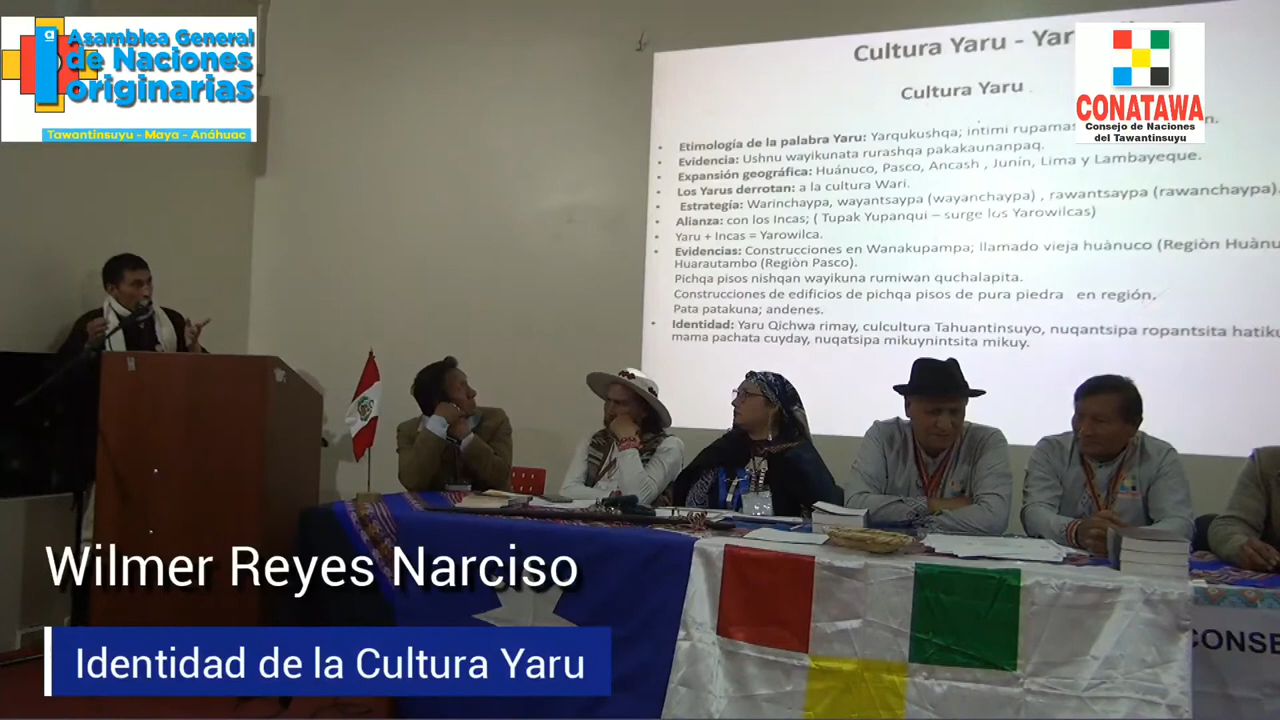 1ª Asamblea General
de Naciones
originarias
Tawantinsuyu - Maya - Anáhuac
CONATAWA
Consejo de Naciones
del Tawantinsuyu
Cultura Yaru -
Cultura Yaru
Etimología de la palabra Yaru: Yarqukushqa; intimi
Evidencia: Ushnu wayikunata rurashqa pakakaunanpaq.
Expansión geográfica: Huánuco, Pasco, Ancash , Junín, Lima y Lambayeque.
Los Yarus derrotan: a la cultura Wari.
Estrategía: Warinchaypa, wayantsaypa (wayanchaypa) , rawantsaypa (rawanchaypa).
Alianza: con los Incas; ( Tupak Yupanqui – surge los Yarowilcas)
Yaru + Incas = Yarowilca.
Evidencias: Construcciones en Wanakupampa; llamado vieja huànuco (Regiòn
Huarautambo (Regiòn Pasco).
Pichqa pisos nishqan wayikuna rumiwan quchalapita.
Construcciones de edificios de pichqa pisos de pura piedra en región.
Pata patakuna; andenes.
Identidad: Yaru Qichwa rimay, culcultura Tahuantinsuyo, nuqantsipa ropantsita
mama pachata cuyday, nuqatsipa mikuynintsita mikuy.
Wilmer Reyes Narciso
Identidad de la Cultura Yaru
CONSE